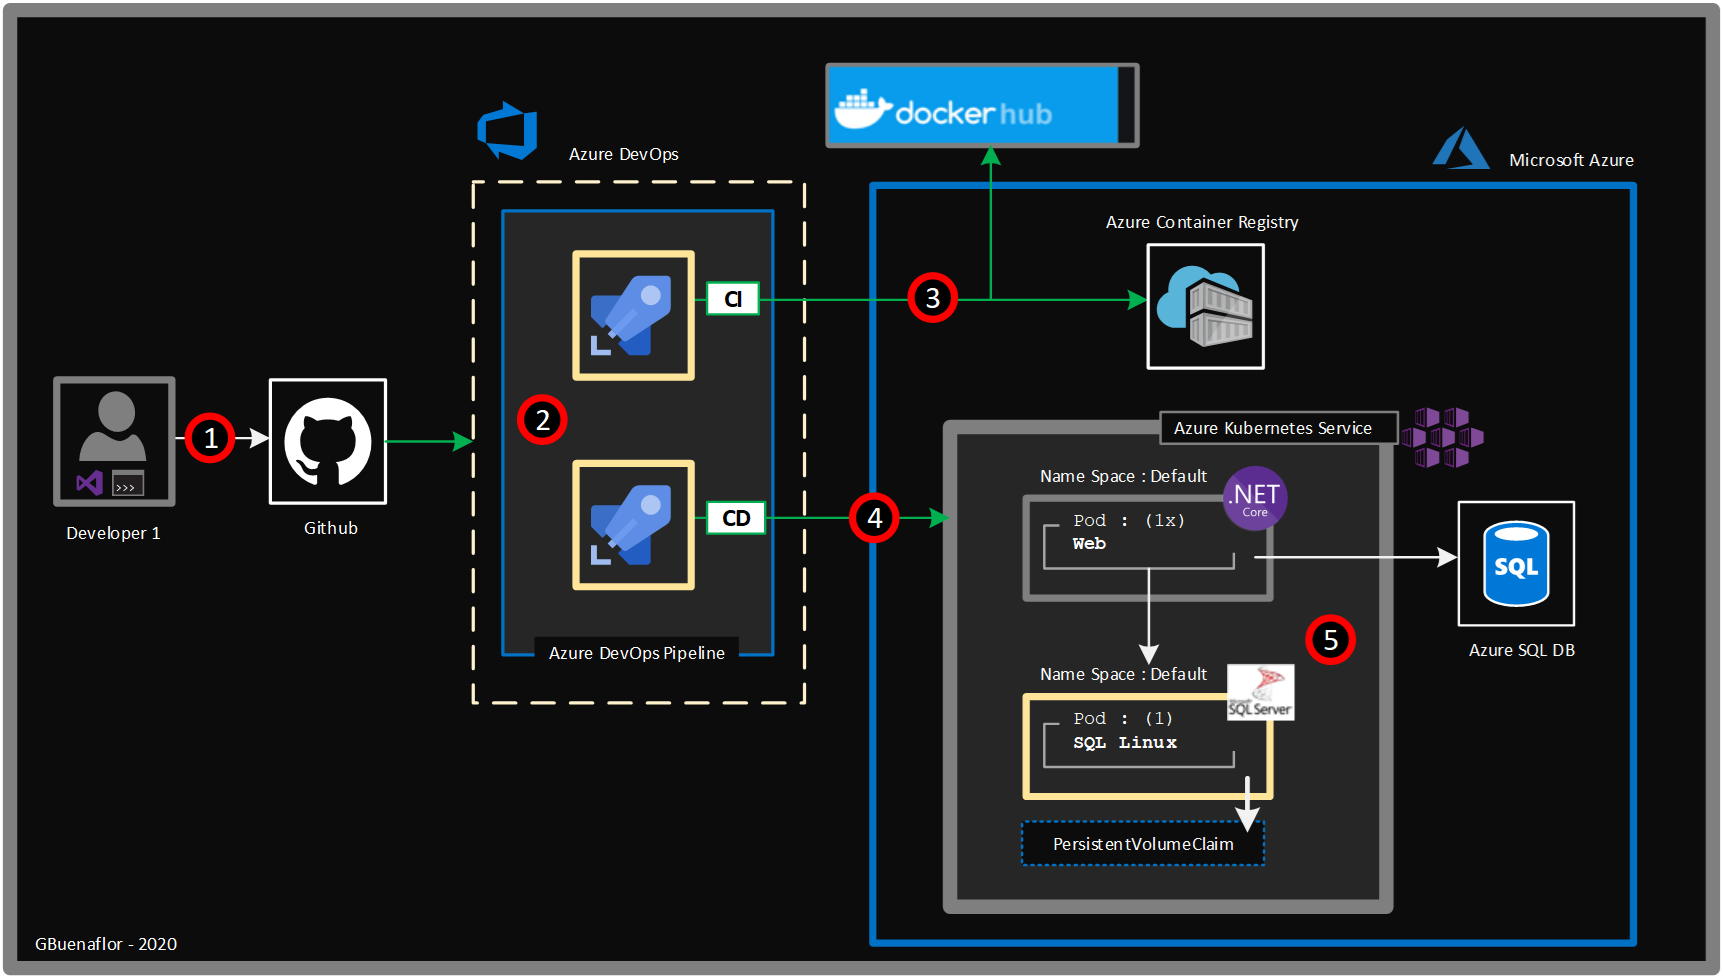 docker hub
Azure DevOps
Microsoft Azure
Azure Container Registry
CI
3
2
1
>>>
Developer 1
Github
CD
4
Azure DevOps Pipeline
Azure Kubernetes Service
Name Space : Default
.NET
Core
Pod : (1x)
Web
SQL
Azure SQL DB
5
Name Space : Default
Microsoft
SQL Server
Pod : (1)
SQL Linux
PersistentVolumeClaim
GBuenaflor - 2020